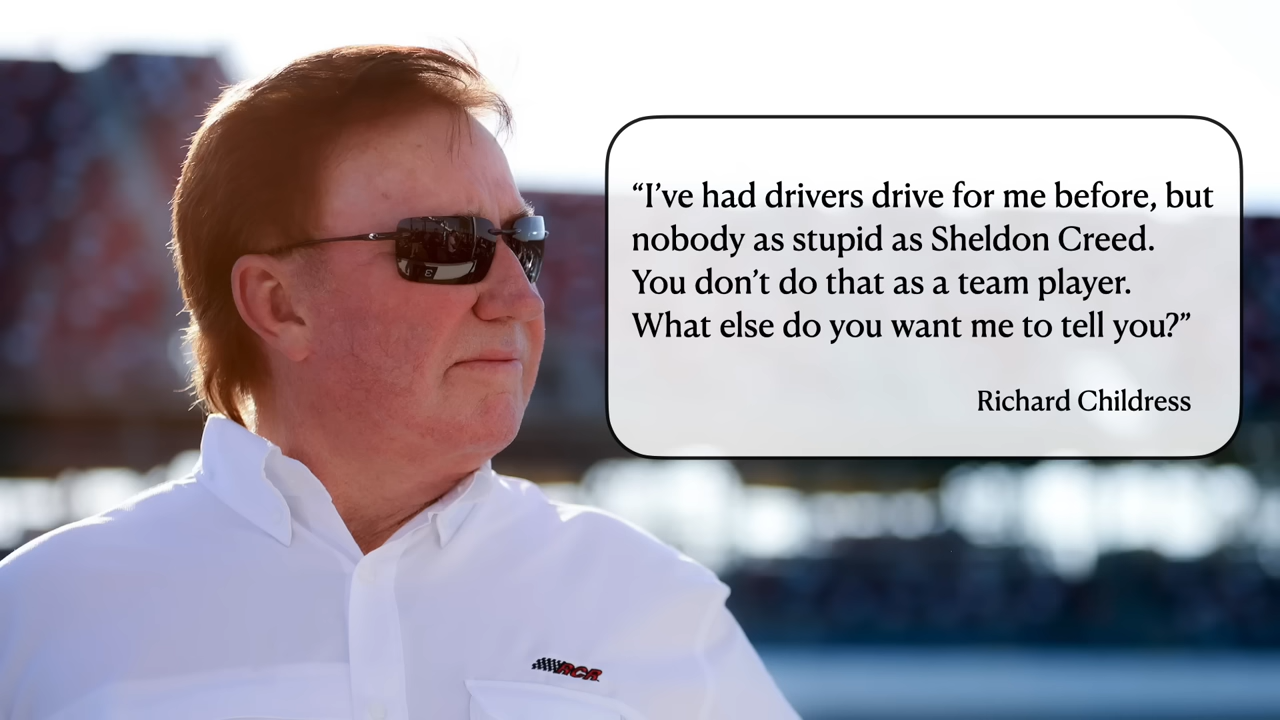 “I’ve had drivers drive for me before, but
nobody as stupid as Sheldon Creed.
You don’t do that as a team player.
What else do you want me to tell you?”
Richard Childress
RCR